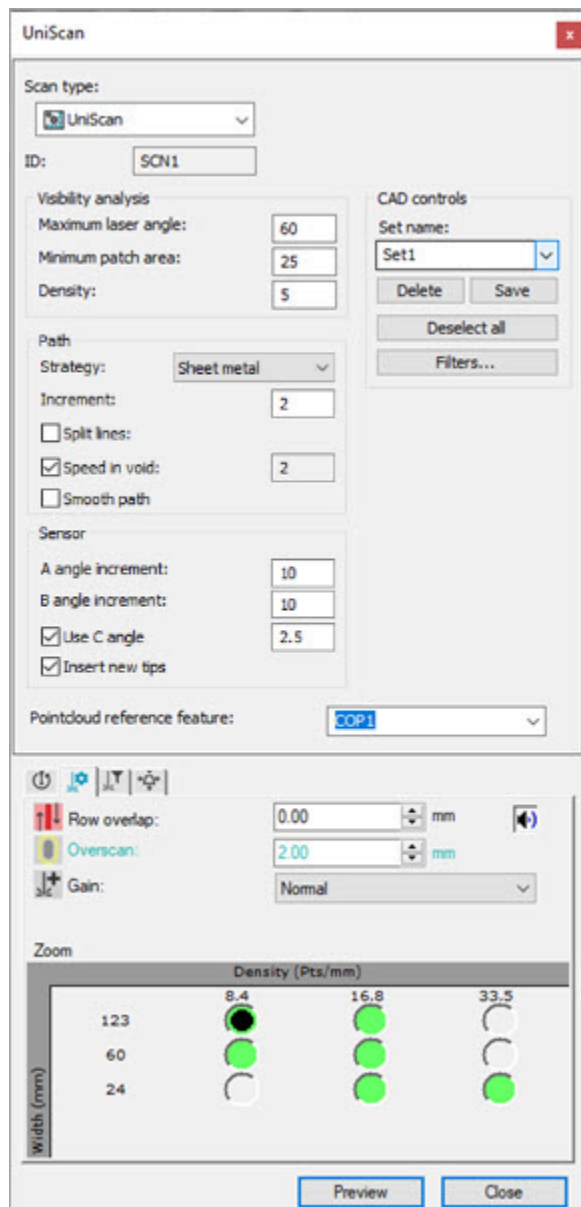 UniScan
x
Scan type:
UniScan
ID: SCN1
Visibility analysis
Maximum laser angle: 60
Minimum patch area: 25
Density: 5
CAD controls
Set name:
Set1
Delete Save
Deselect all
Filters...
Path
Strategy: Sheet metal
Increment: 2
Split lines:
Speed in void: 2
Smooth path
Sensor
A angle increment: 10
B angle increment: 10
Use C angle 2.5
Insert new tips
Pointcloud reference feature: COP1
Row overlap: 0.00 mm
Overscan: 2.00 mm
Gain: Normal
Zoom
Density (Pts/mm)
8.4 16.8 33.5
123
60
24
Width (mm)
Preview Close